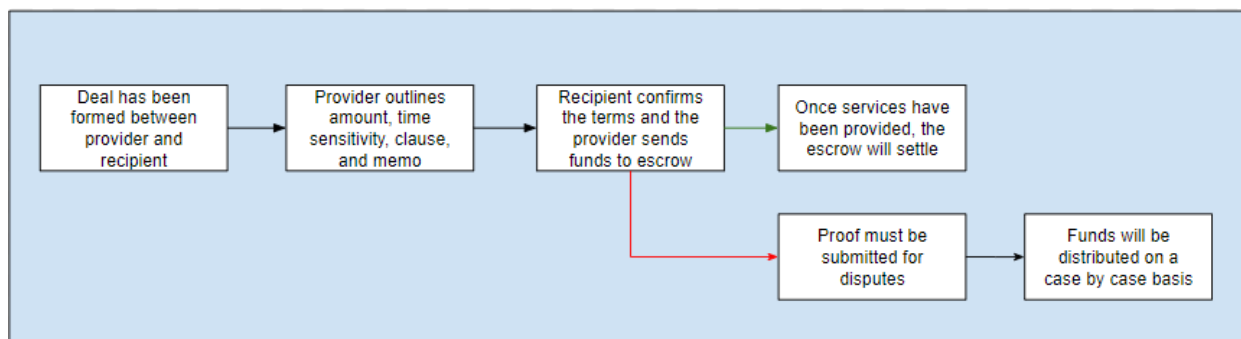 Deal has been
formed between
provider and
recipient
Provider outlines
amount, time
sensitivity, clause,
and memo
Recipient confirms
the terms and the
provider sends
funds to escrow
Once services have
been provided, the
escrow will settle
Proof must be
submitted for
disputes
Funds will be
distributed on a
case by case basis